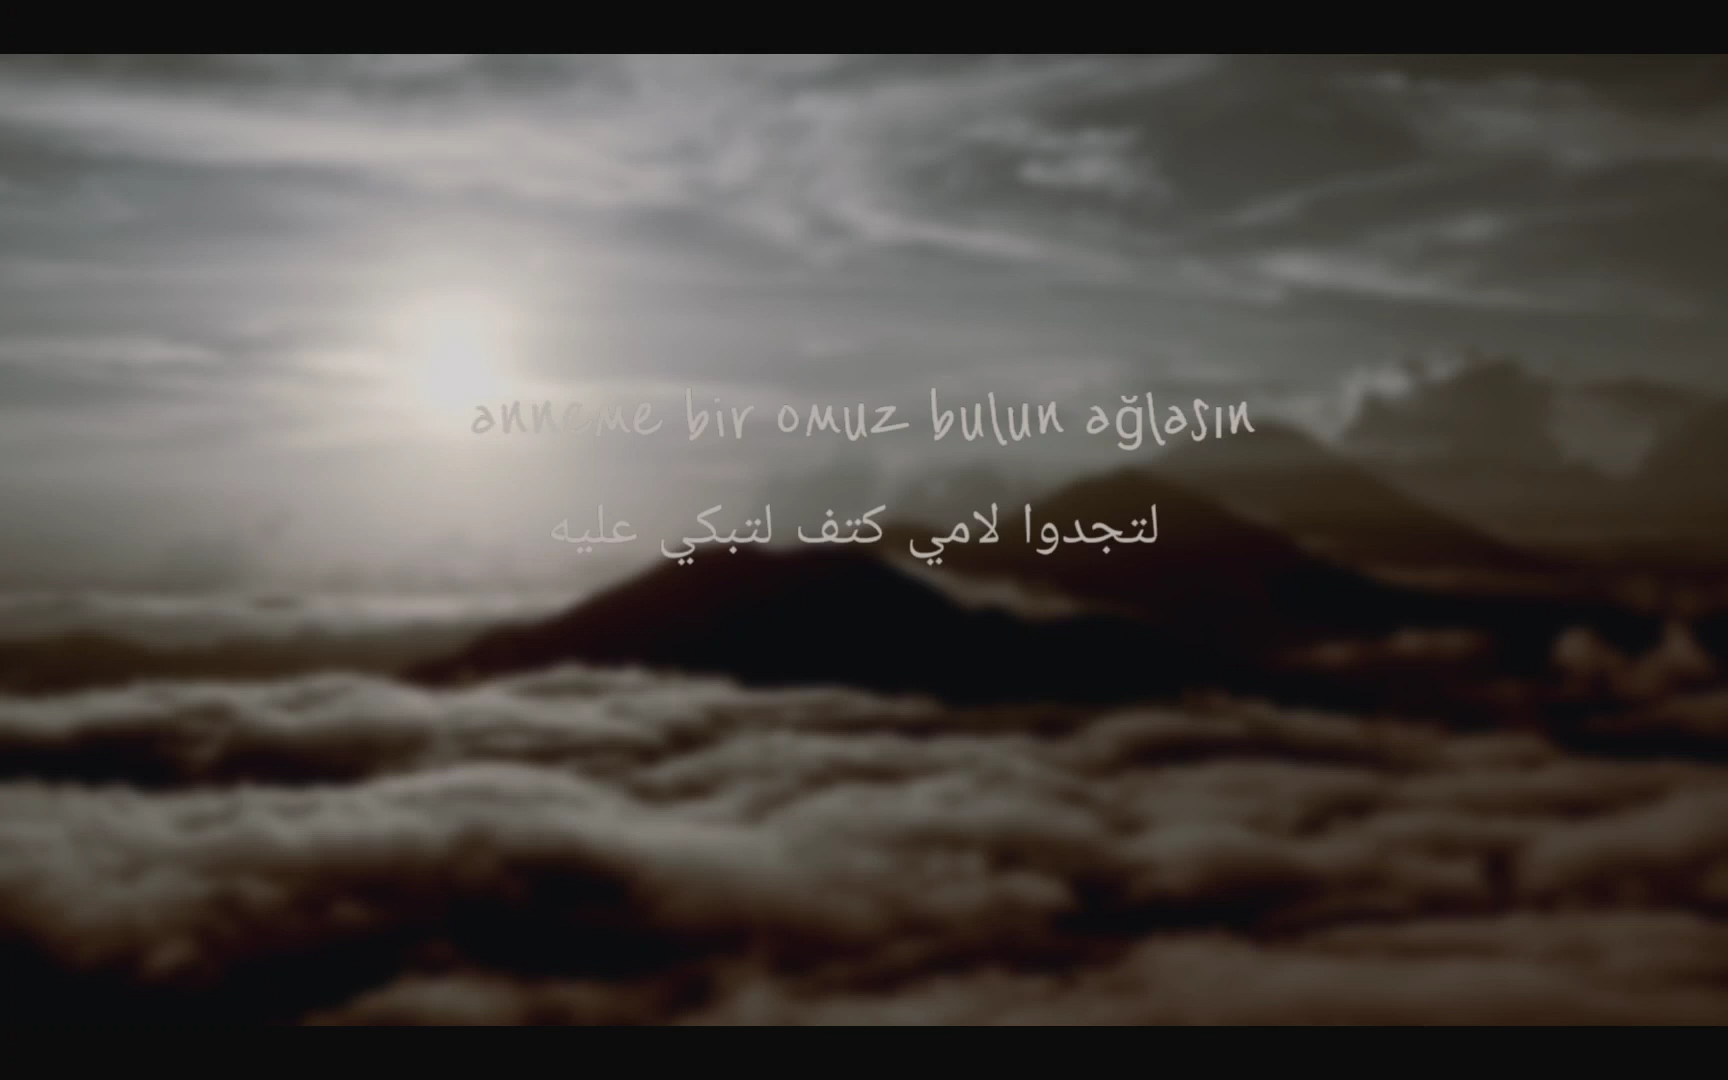 anneme bir omuz bulun ağlasın
لتجدوا لامي كتف لتبكي عليه